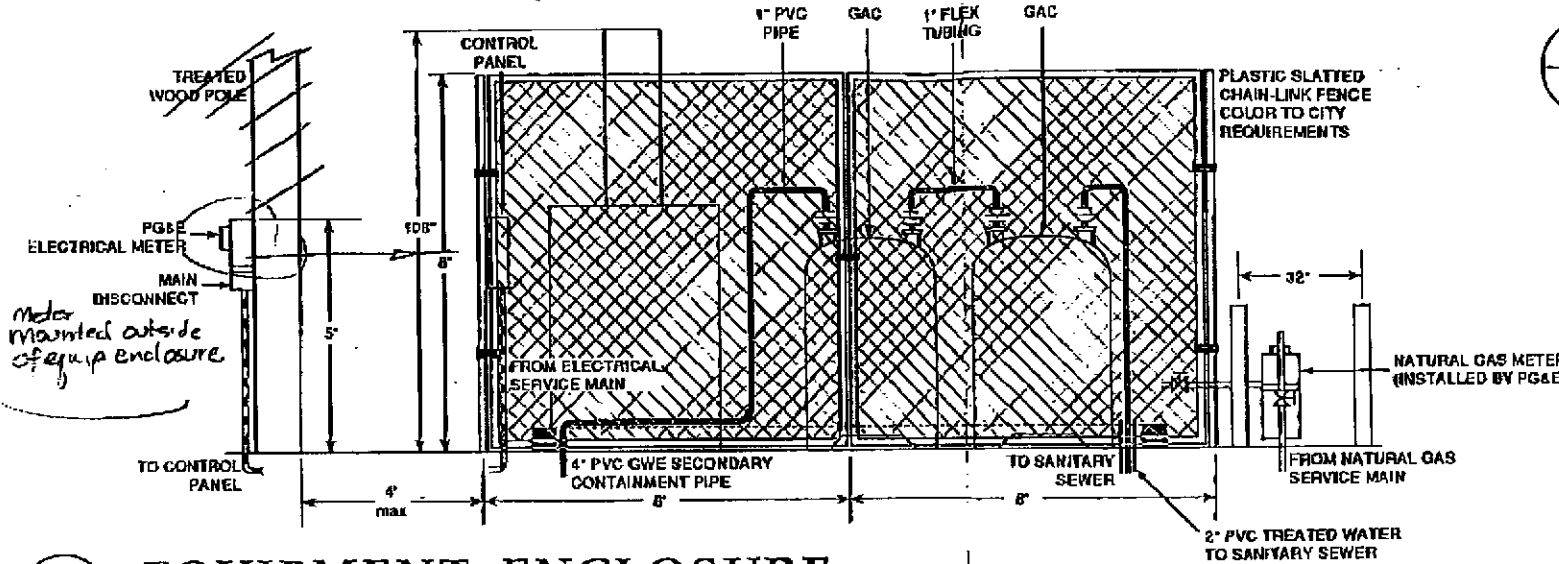 1" PVC
PIPE
GAC
1" FLEX
TUBING
GAC
CONTROL
PANEL
TREATED
WOOD POLE
PLASTIC SLATTED
CHAIN-LINK FENCE
COLOR TO CITY
REQUIREMENTS
PG&E
ELECTRICAL METER
108"
8'
MAIN
DISCONNECT
5'
32"
Meter
mounted outside
of equip enclosure
FROM ELECTRICAL
SERVICE MAIN
NATURAL GAS METER
(INSTALLED BY PG&E
TO CONTROL
PANEL
4" PVC GWE SECONDARY
CONTAINMENT PIPE
TO SANITARY
SEWER
FROM NATURAL GAS
SERVICE MAIN
4'
max
8'
8'
2" PVC TREATED WATER
TO SANITARY SEWER
EQUIPMENT ENCLOSURE